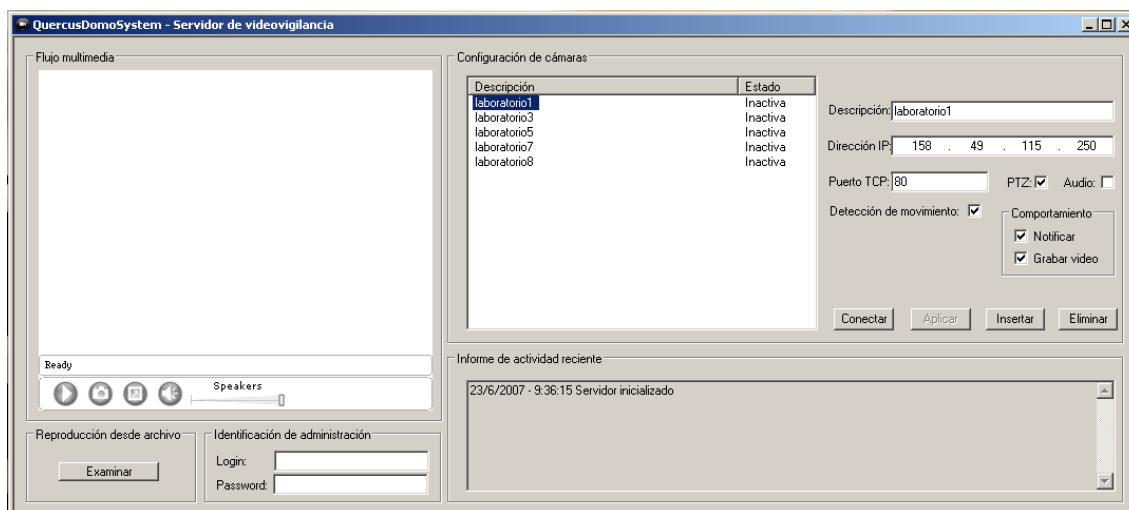 QuercusDomoSystem - Servidor de videovigilancia
Flujo multimedia
Ready
Speakers
Reproducción desde archivo
Examinar
Identificación de administración
Login:
Password:
Configuración de cámaras
Descripción Estado
laboratorio1 Inactiva
laboratorio3 Inactiva
laboratorio5 Inactiva
laboratorio7 Inactiva
laboratorio8 Inactiva
Descripción: laboratorio1
Dirección IP: 158 . 49 . 115 . 250
Puerto TCP: 80 PTZ: Audio:
Detección de movimiento:
Comportamiento
Notificar
Grabar video
Conectar Aplicar Insertar Eliminar
Informe de actividad reciente
23/6/2007 - 9:36:15 Servidor inicializado